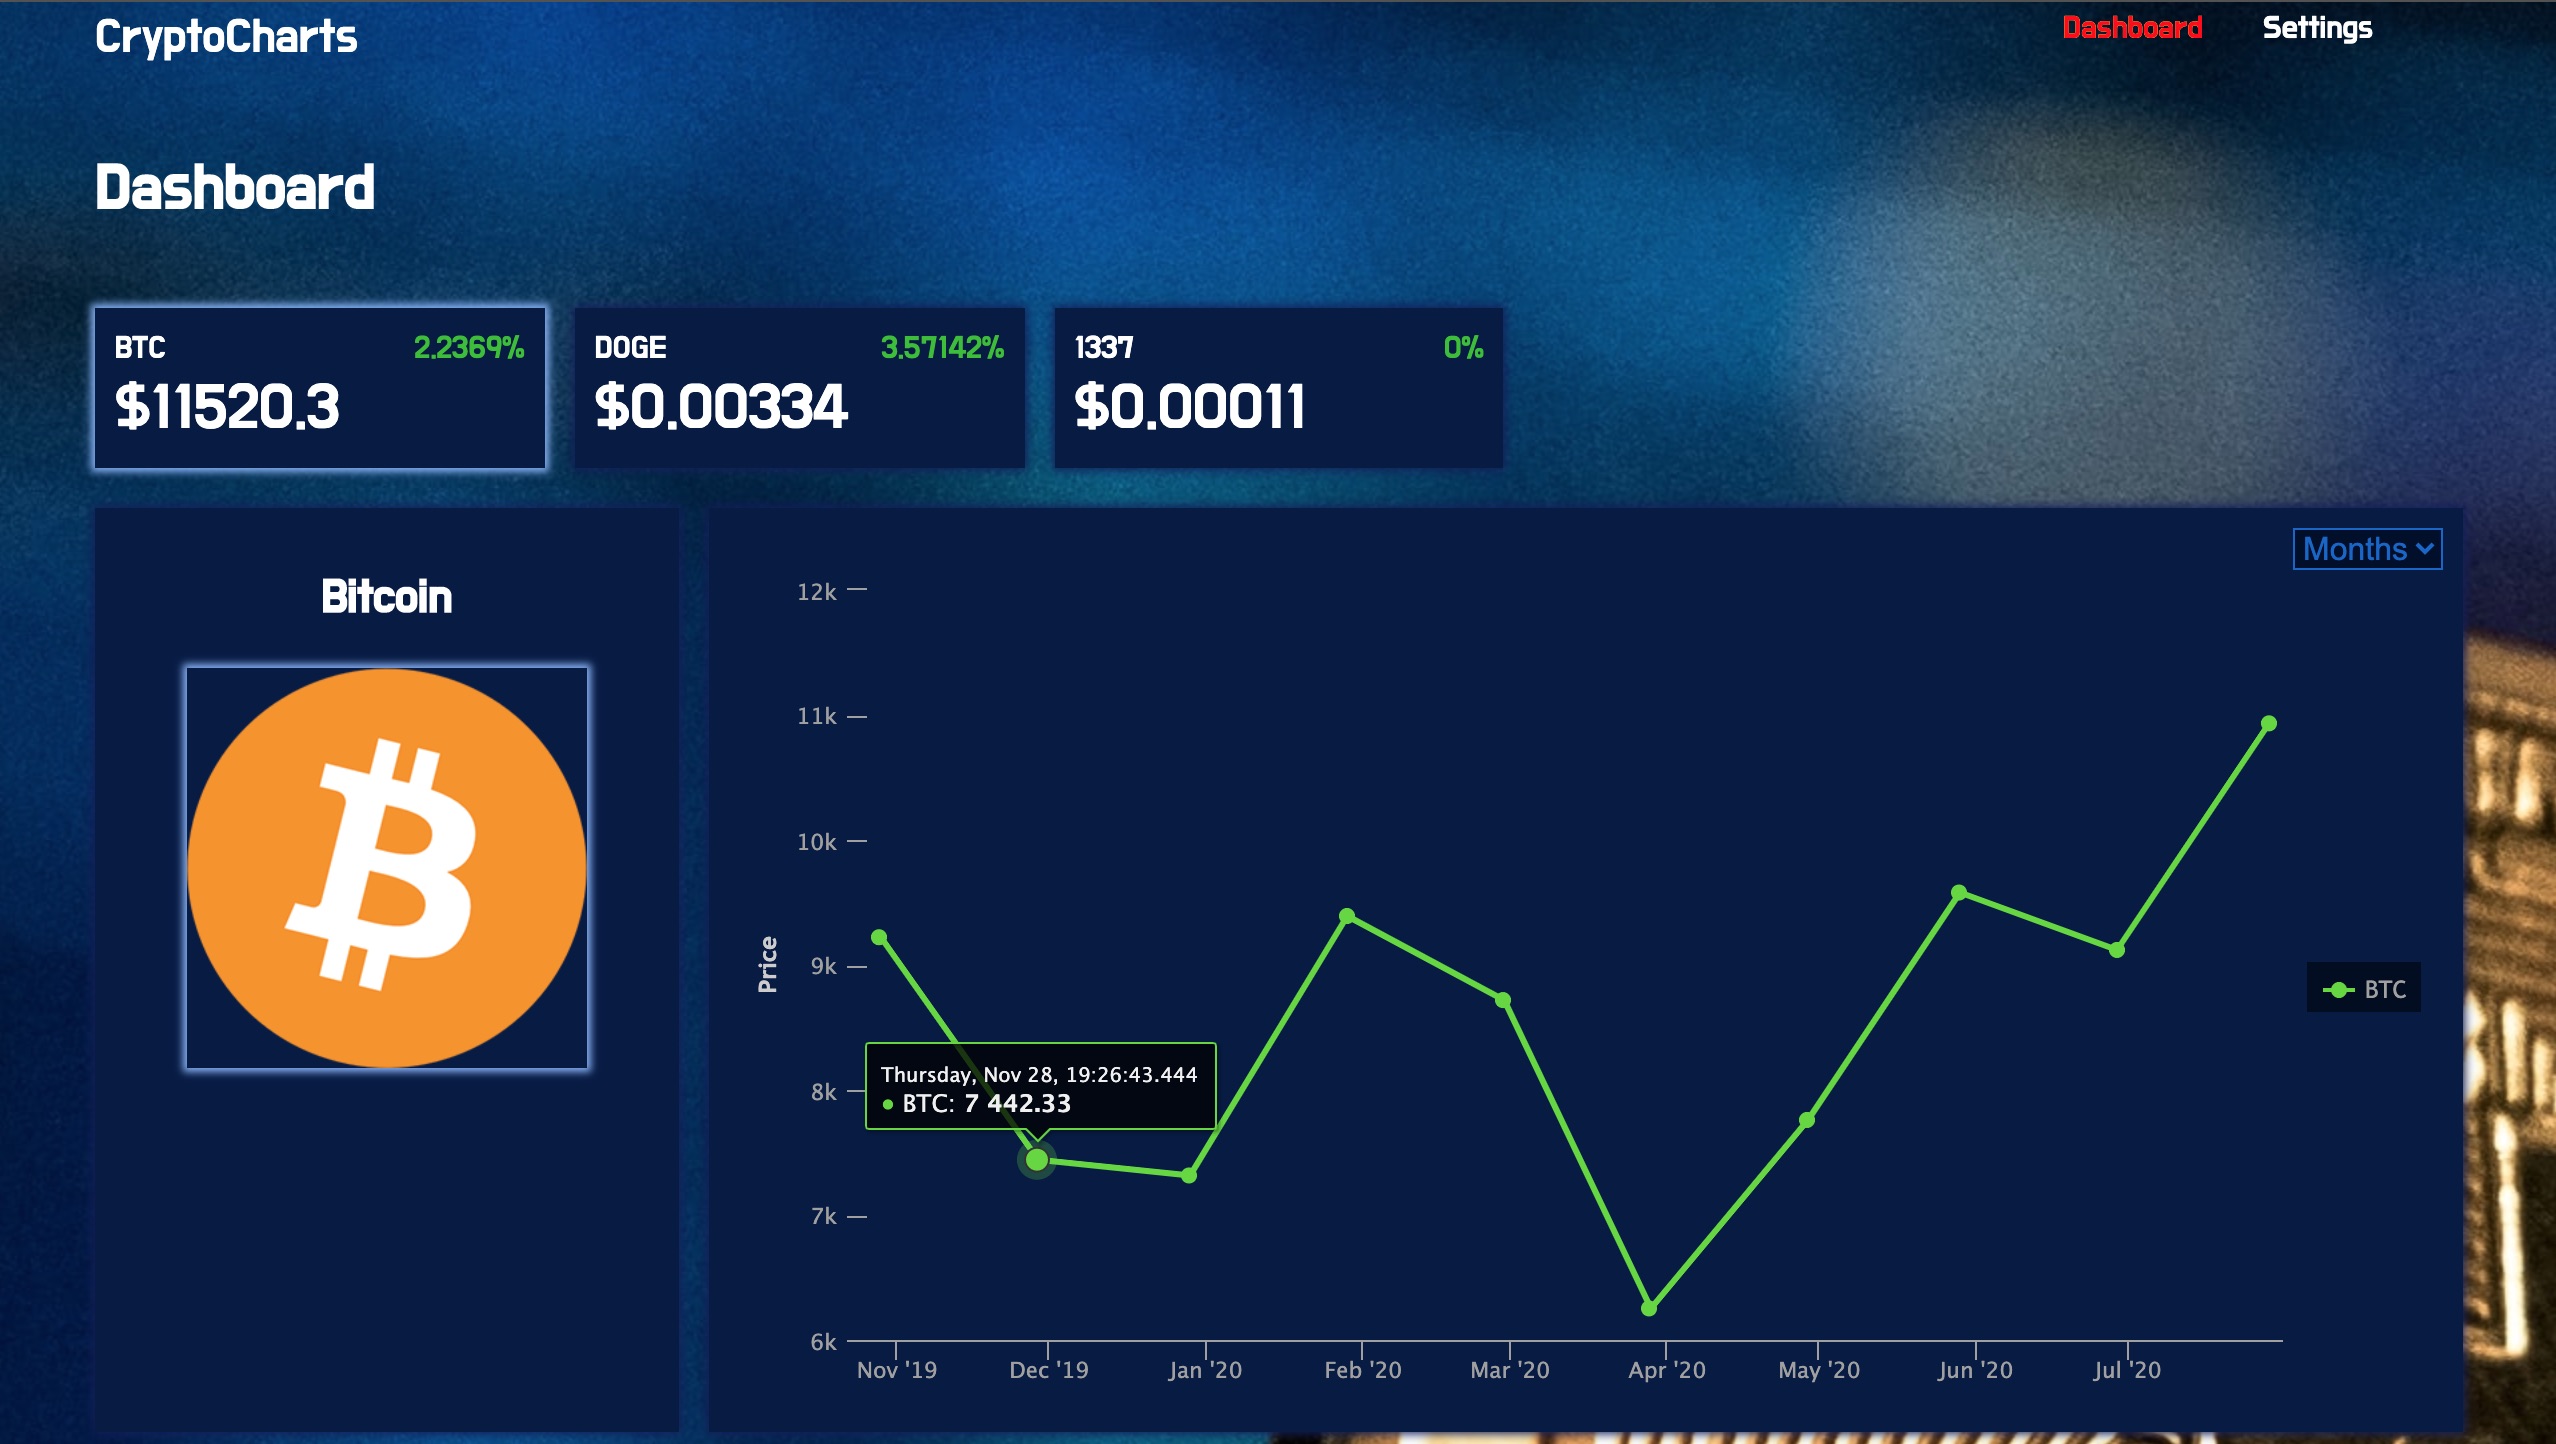 CryptoCharts
Dashboard
Settings
Dashboard
BTC
2.2369%
$11520.3
DOGE
3.57142%
$0.00334
1337
0%
$0.00011
Bitcoin
Months
12k
11k
10k
9k
8k
7k
6k
Price
Thursday, Nov 28, 19:26:43.444
BTC: 7 442.33
BTC
Nov '19
Dec '19
Jan '20
Feb '20
Mar '20
Apr '20
May '20
Jun '20
Jul '20